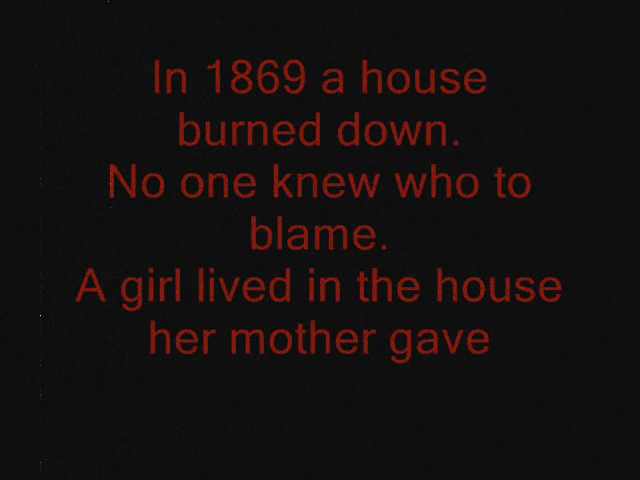 In 1869 a house
burned down.
No one knew who to
blame.
A girl lived in the house
her mother gave